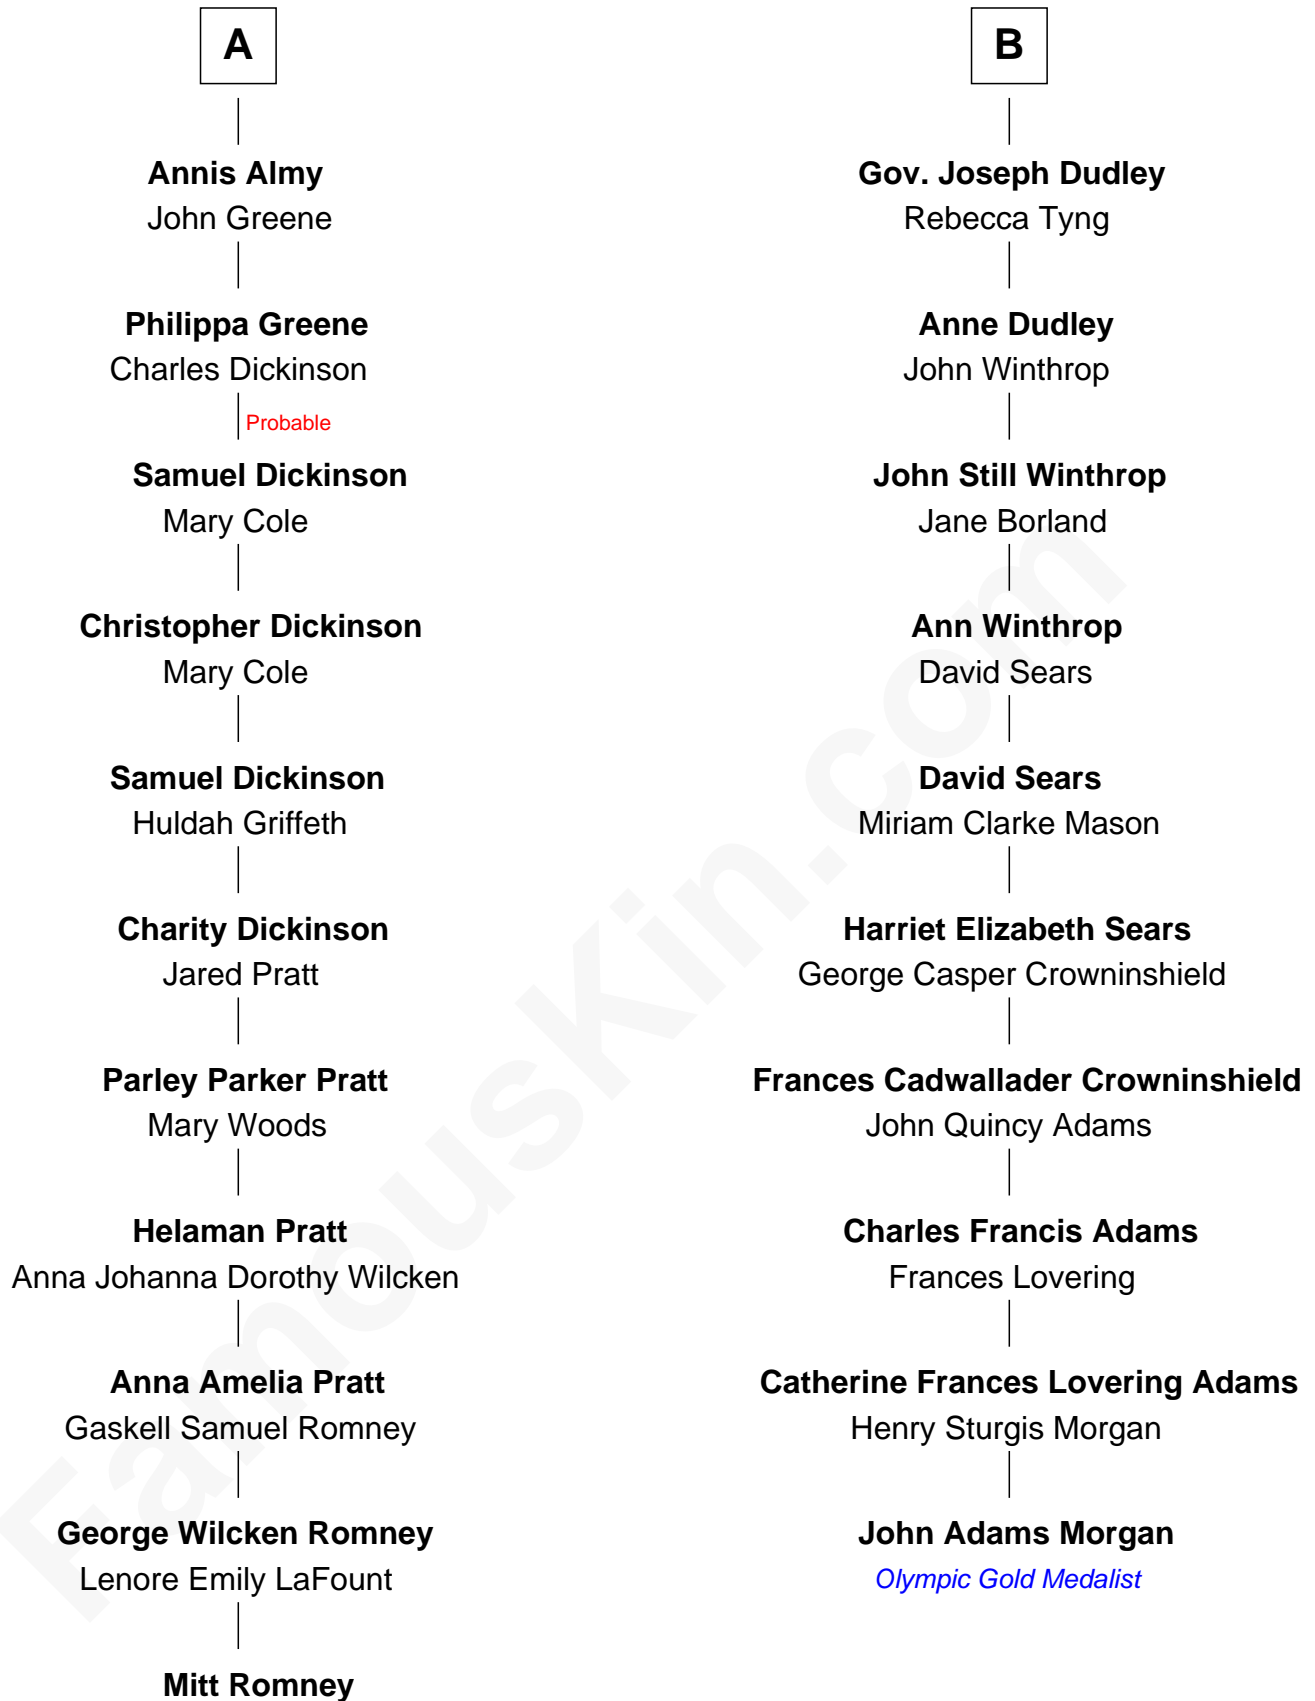 A
Annis Almy
John Greene
Philippa Greene
Charles Dickinson
Probable
Samuel Dickinson
Mary Cole
Christopher Dickinson
Mary Cole
Samuel Dickinson
Huldah Griffeth
Charity Dickinson
Jared Pratt
Parley Parker Pratt
Mary Woods
Helaman Pratt
Anna Johanna Dorothy Wilcken
Anna Amelia Pratt
Gaskell Samuel Romney
George Wilcken Romney
Lenore Emily LaFount
Mitt Romney
B
Gov. Joseph Dudley
Rebecca Tyng
Anne Dudley
John Winthrop
John Still Winthrop
Jane Borland
Ann Winthrop
David Sears
David Sears
Miriam Clarke Mason
Harriet Elizabeth Sears
George Casper Crowninshield
Frances Cadwallader Crowninshield
John Quincy Adams
Charles Francis Adams
Frances Lovering
Catherine Frances Lovering Adams
Henry Sturgis Morgan
John Adams Morgan
Olympic Gold Medalist
FamousKin.com